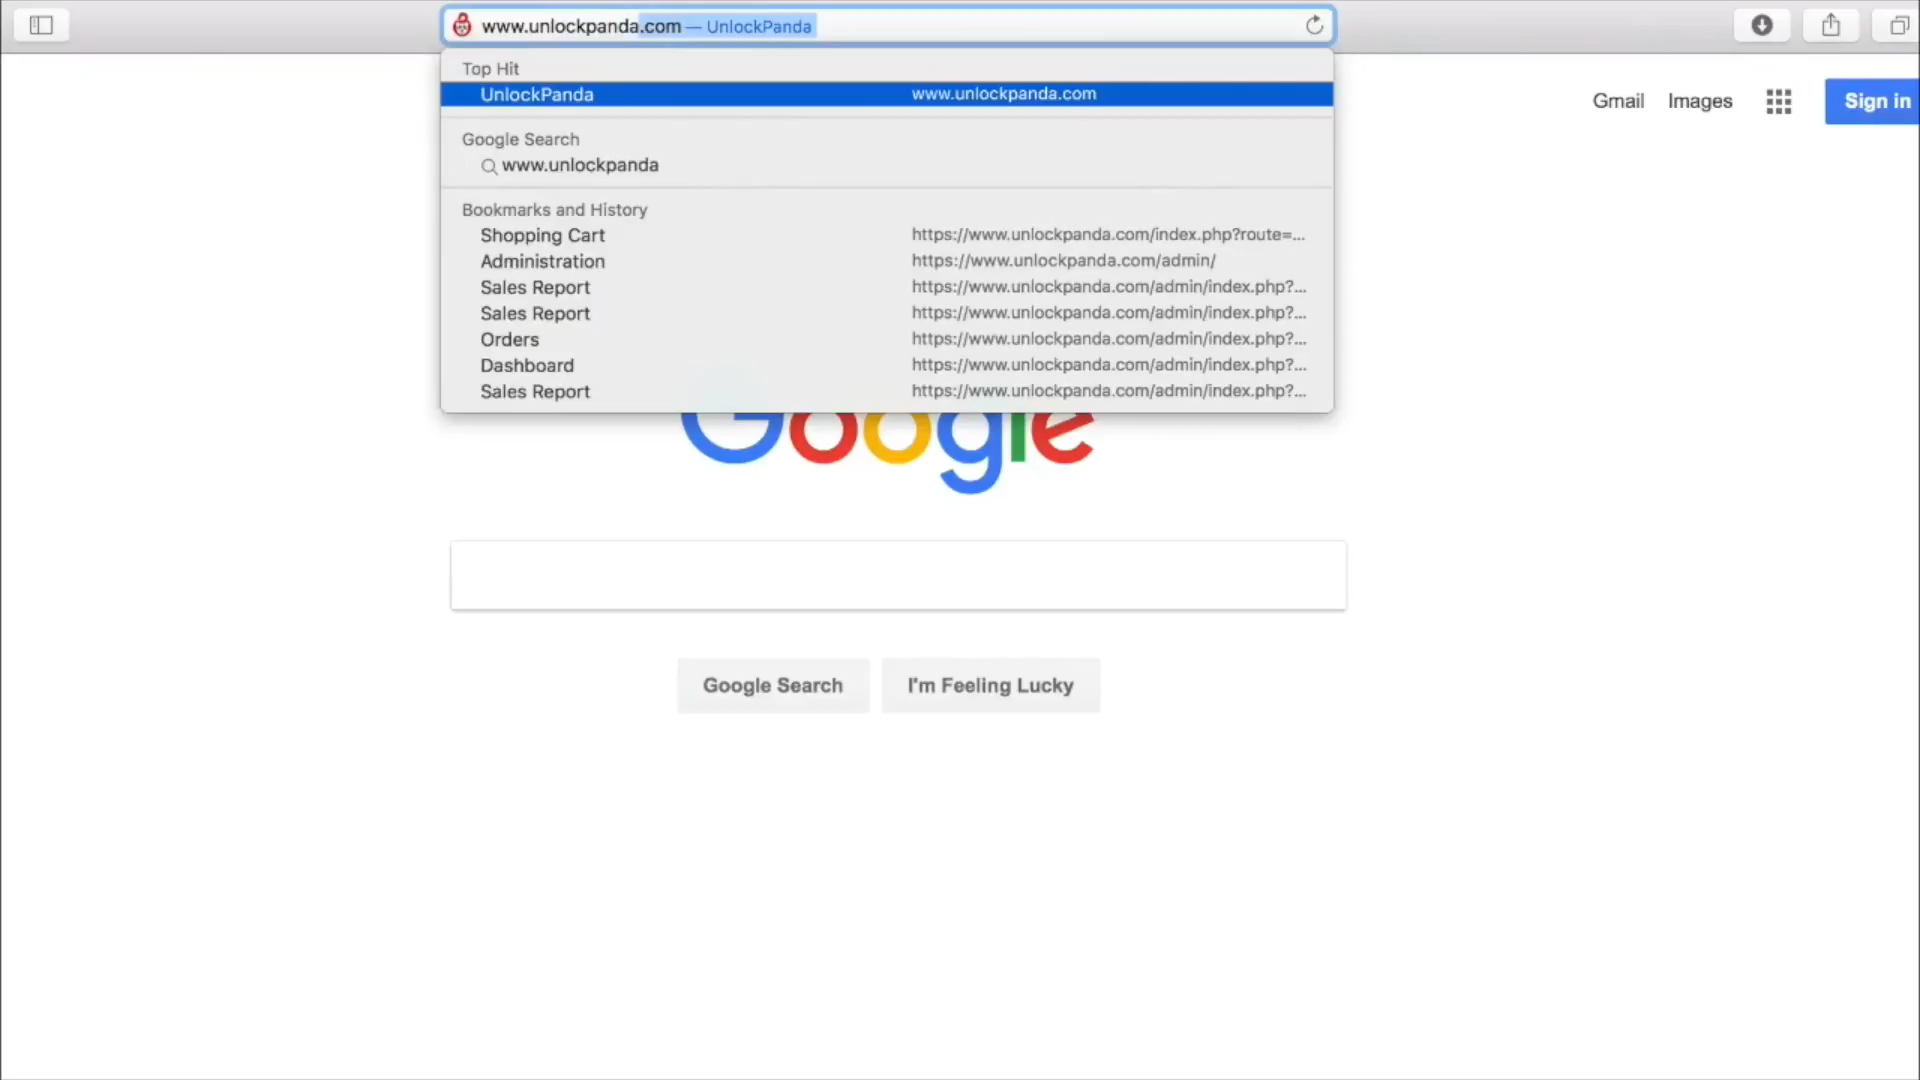 www.unlockpanda.com — UnlockPanda
Top Hit
UnlockPanda www.unlockpanda.com
Gmail Images Sign in
Google Search
www.unlockpanda
Bookmarks and History
Shopping Cart https://www.unlockpanda.com/index.php?route=...
Administration https://www.unlockpanda.com/admin/
Sales Report https://www.unlockpanda.com/admin/index.php?...
Sales Report https://www.unlockpanda.com/admin/index.php?...
Orders https://www.unlockpanda.com/admin/index.php?...
Dashboard https://www.unlockpanda.com/admin/index.php?...
Sales Report https://www.unlockpanda.com/admin/index.php?...
Google
Google Search I'm Feeling Lucky